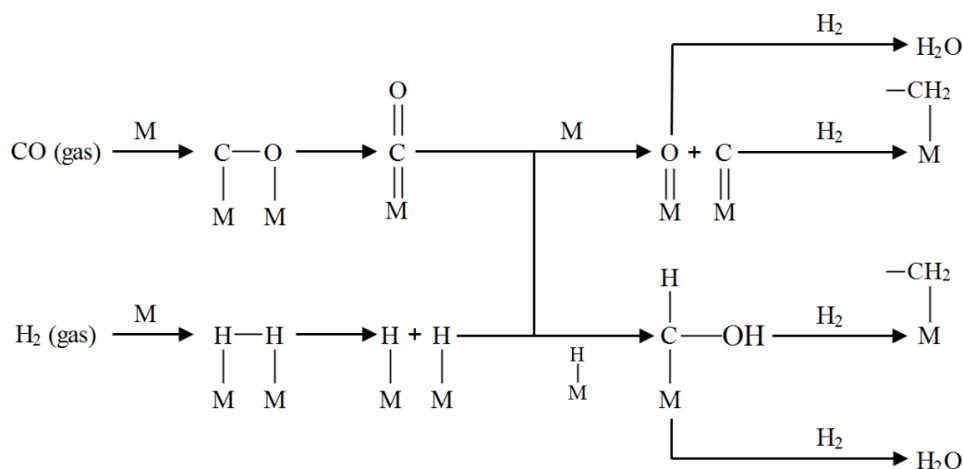 H₂
H₂O
O
—CH₂
CO (gas)
M
C—O
C
M
O + C
H₂
M
M M
M
M M
H
—CH₂
H₂ (gas)
M
H—H
H + H
H
M
C—OH
H₂
M
M M
M M
M
H₂
H₂O